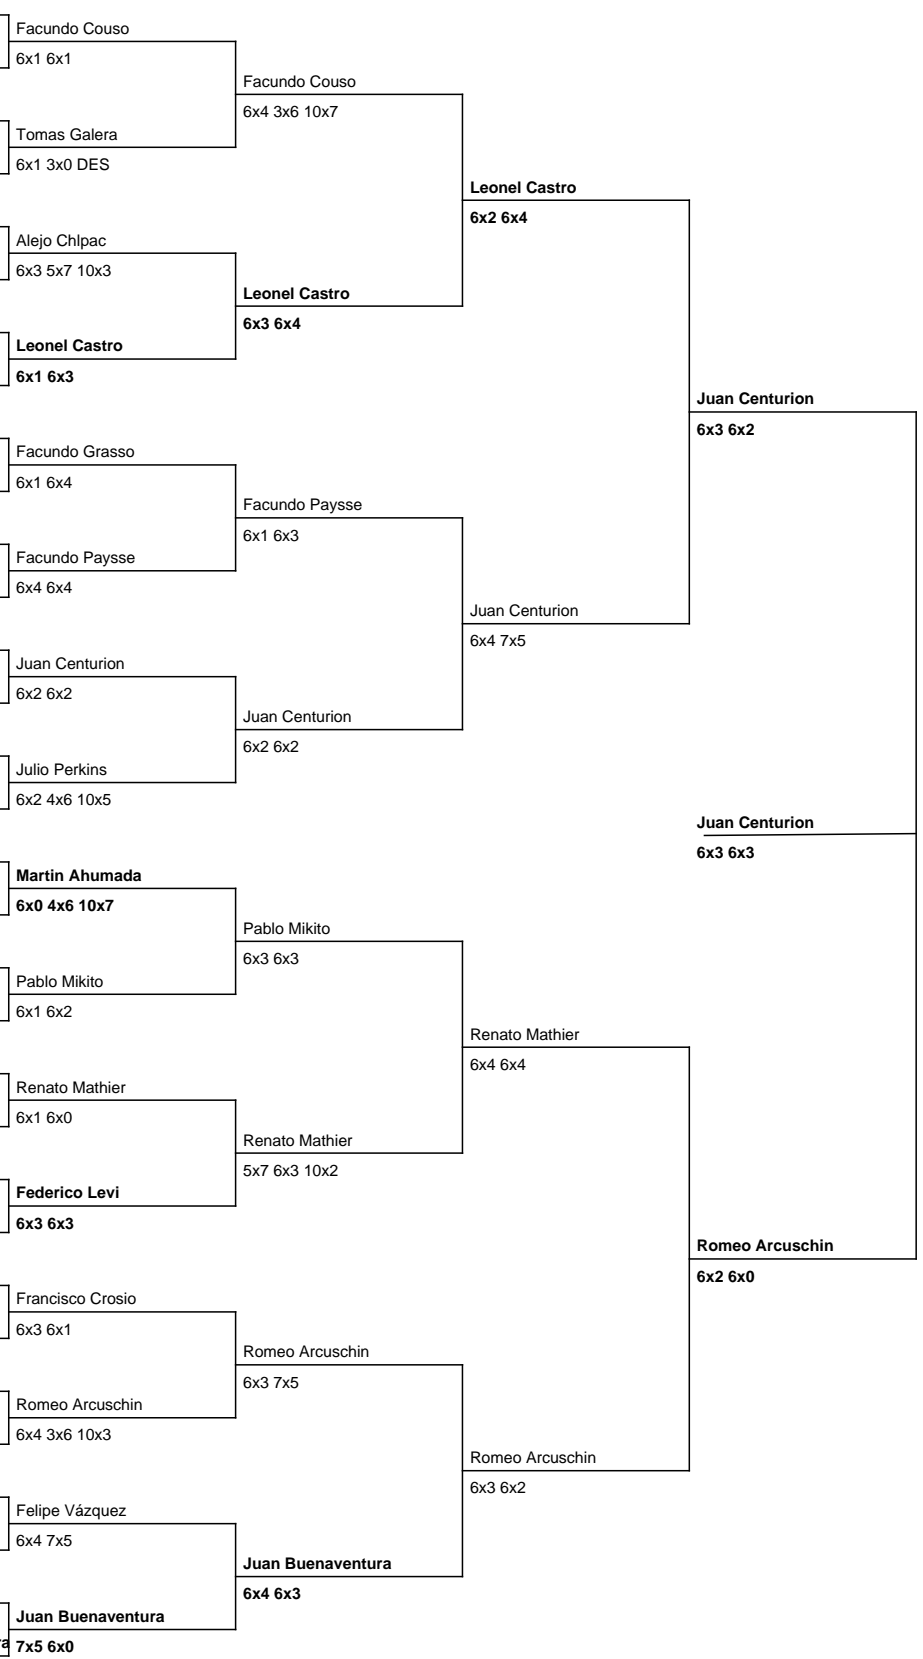 Facundo Couso
6x1 6x1
Facundo Couso
6x4 3x6 10x7
Tomas Galera
6x1 3x0 DES
Leonel Castro
6x2 6x4
Alejo Chlpac
6x3 5x7 10x3
Leonel Castro
6x3 6x4
Leonel Castro
6x1 6x3
Juan Centurion
6x3 6x2
Facundo Grasso
6x1 6x4
Facundo Paysse
6x1 6x3
Facundo Paysse
6x4 6x4
Juan Centurion
6x4 7x5
Juan Centurion
6x2 6x2
Juan Centurion
6x2 6x2
Julio Perkins
6x2 4x6 10x5
Juan Centurion
6x3 6x3
Martin Ahumada
6x0 4x6 10x7
Pablo Mikito
6x3 6x3
Pablo Mikito
6x1 6x2
Renato Mathier
6x4 6x4
Renato Mathier
6x1 6x0
Renato Mathier
5x7 6x3 10x2
Federico Levi
6x3 6x3
Romeo Arcuschin
6x2 6x0
Francisco Crosio
6x3 6x1
Romeo Arcuschin
6x3 7x5
Romeo Arcuschin
6x4 3x6 10x3
Romeo Arcuschin
6x3 6x2
Felipe Vázquez
6x4 7x5
Juan Buenaventura
6x4 6x3
Juan Buenaventura
7x5 6x0